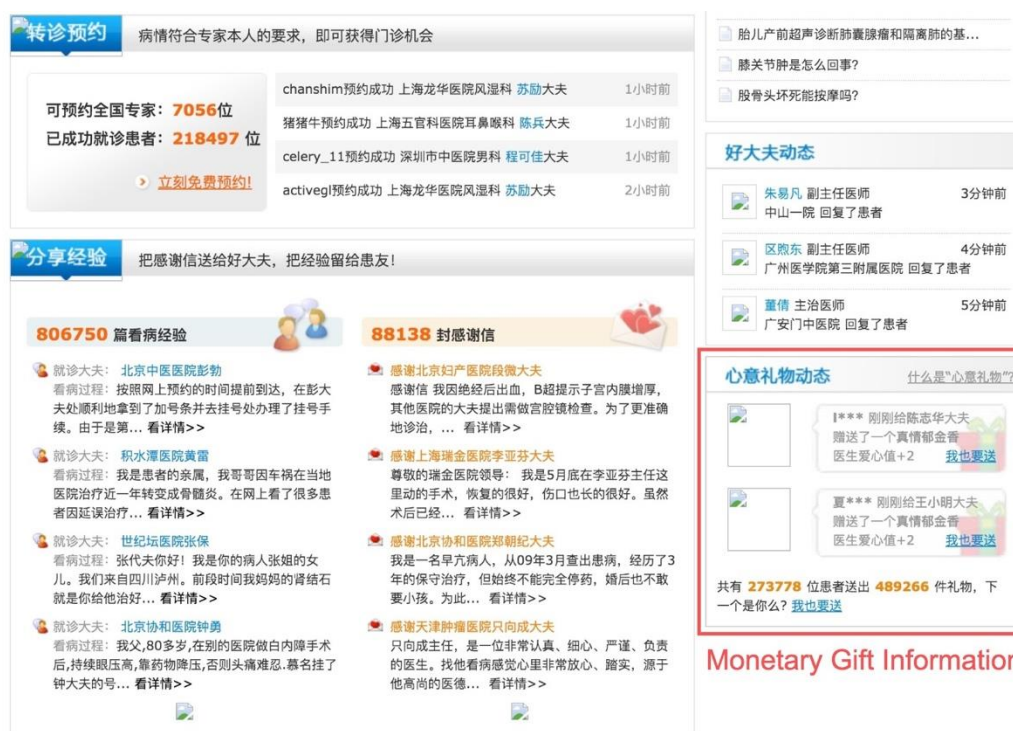 转诊预约 病情符合专家本人的要求，即可获得门诊机会
可预约全国专家：7056位
已成功就诊患者：218497 位
立刻免费预约!
chanshim预约成功 上海龙华医院风湿科 苏励大夫 1小时前
猪猪牛预约成功 上海五官科医院耳鼻喉科 陈兵大夫 1小时前
celery_11预约成功 深圳市中医院男科 程可佳大夫 1小时前
activegl预约成功 上海龙华医院风湿科 苏励大夫 2小时前
分享经验 把感谢信送给好大夫，把经验留给患友!
806750 篇看病经验
就诊大夫： 北京中医医院彭勃
看病过程：按照网上预约的时间提前到达，在彭大
夫处顺利地拿到了加号条并去挂号处办理了挂号手
续。由于是第... 看详情>>
就诊大夫： 积水潭医院黄雷
看病过程：我是患者的亲属，我哥哥因车祸在当地
医院治疗近一年转变成骨髓炎。在网上看了很多患
者因延误治疗... 看详情>>
就诊大夫： 世纪坛医院张保
看病过程：张代夫你好！我是你的病人张姐的女
儿。我们来自四川泸州。前段时间我妈妈的肾结石
就是你给他治好... 看详情>>
就诊大夫： 北京协和医院钟勇
看病过程：我父,80多岁,在别的医院做白内障手术
后,持续眼压高,靠药物降压,否则头痛难忍.慕名挂了
钟大夫的号... 看详情>>
88138 封感谢信
感谢北京妇产医院段微大夫
感谢信 我因绝经后出血，B超提示子宫内膜增厚，
其他医院的大夫提出需做宫腔镜检查。为了更准确
地诊治，... 看详情>>
感谢上海瑞金医院李亚芬大夫
尊敬的瑞金医院领导： 我是5月底在李亚芬主任这
里动的手术，恢复的很好，伤口也长的很好。虽然
术后已经... 看详情>>
感谢北京协和医院郑朝纪大夫
我是一名早亢病人，从09年3月查出患病，经历了3
年的保守治疗，但始终不能完全停药，婚后也不敢
要小孩。为此... 看详情>>
感谢天津肿瘤医院只向成大夫
只向成主任，是一位非常认真、细心、严谨、负责
的医生。找他看病感觉心里非常放心、踏实，源于
他高尚的医德... 看详情>>
胎儿产前超声诊断肺囊腺瘤和隔离肺的基...
膝关节肿是怎么回事?
股骨头坏死能按摩吗?
好大夫动态
朱易凡 副主任医师 3分钟前
中山一院 回复了患者
区煦东 副主任医师 4分钟前
广州医学院第三附属医院 回复了患者
董倩 主治医师 5分钟前
广安门中医院 回复了患者
心意礼物动态 什么是“心意礼物”?
l*** 刚刚给陈志华大夫
赠送了一个真情郁金香
医生爱心值+2 我也要送
夏*** 刚刚给王小明大夫
赠送了一个真情郁金香
医生爱心值+2 我也要送
共有 273778 位患者送出 489266 件礼物，下
一个是你么? 我也要送
Monetary Gift Information